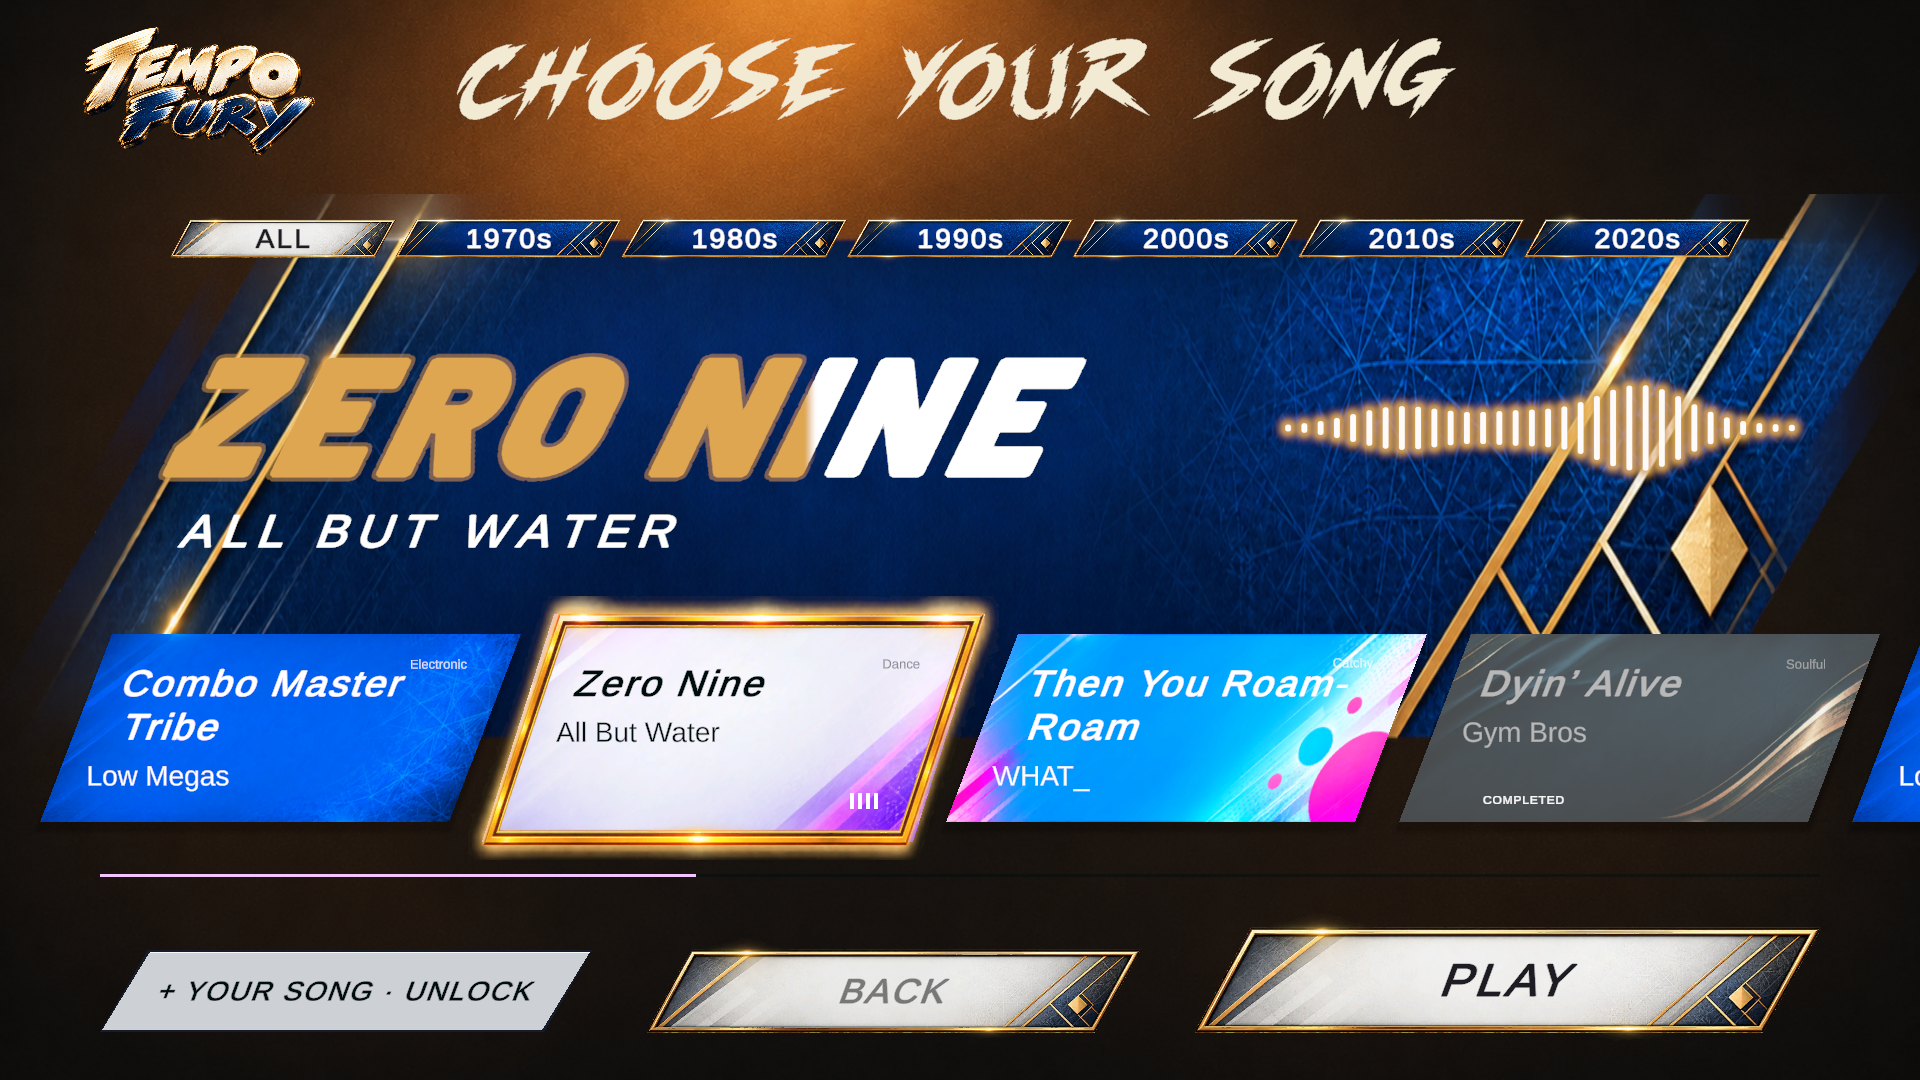 TEMPO
FURY
CHOOSE YOUR SONG
ALL
1970s
1980s
1990s
2000s
2010s
2020s
ZERO NINE
ALL BUT WATER
Electronic
Combo Master
Tribe
Low Megas
Dance
Zero Nine
All But Water
Catchy
Then You Roam-
Roam
WHAT_
Soulful
Dyin’ Alive
Gym Bros
COMPLETED
Lo
+ YOUR SONG · UNLOCK
BACK
PLAY